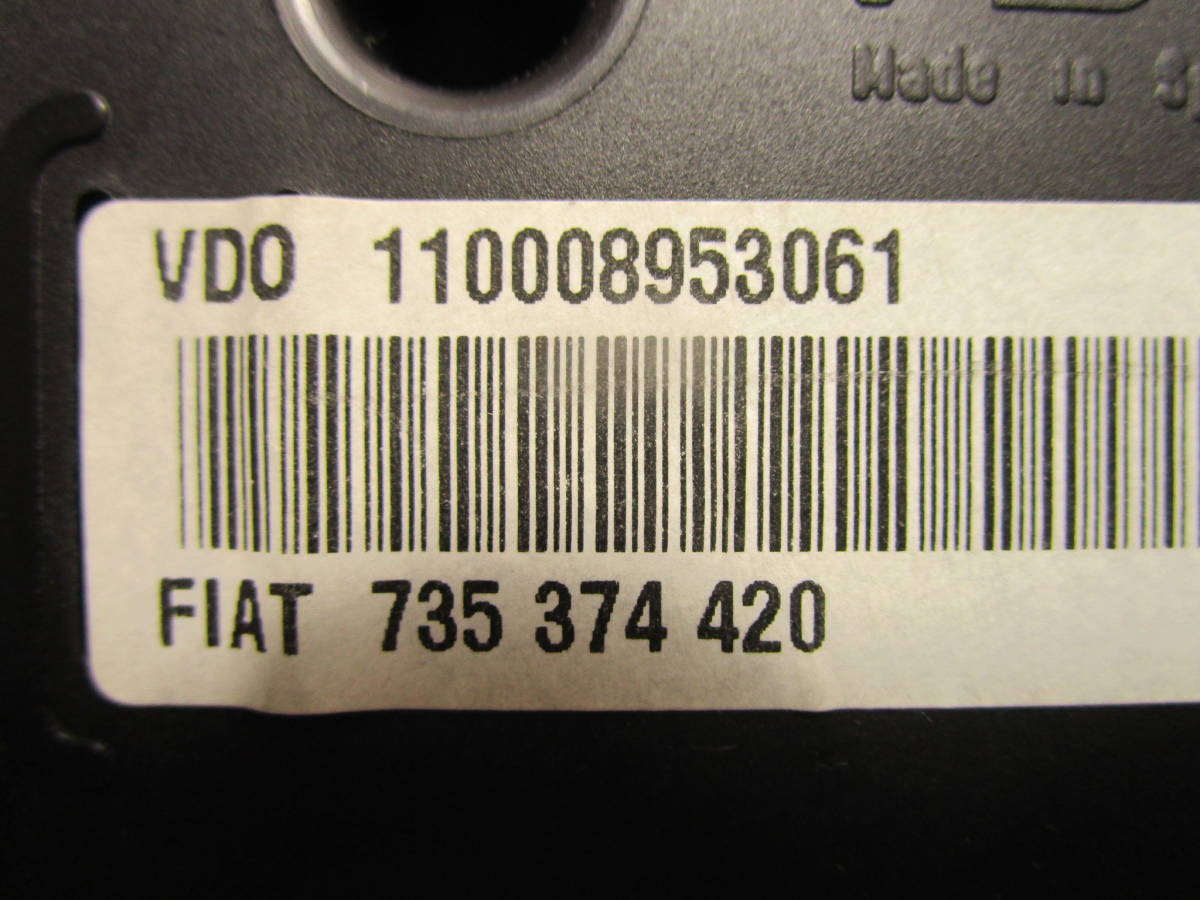 Made in
VDO 110008953061
FIAT 735 374 420